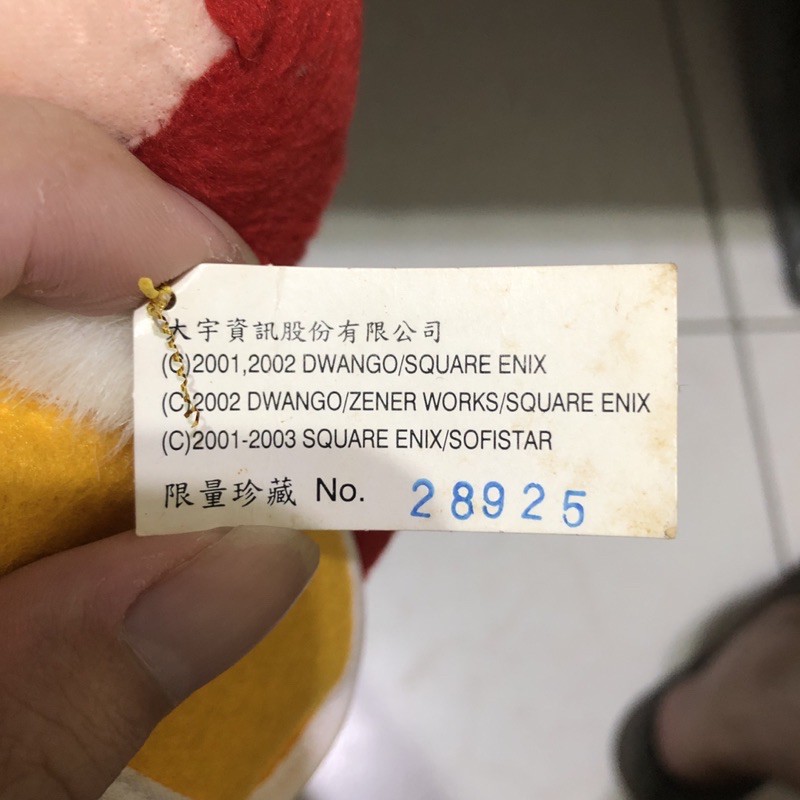 大宇資訊股份有限公司
(C)2001,2002 DWANGO/SQUARE ENIX
(C)2002 DWANGO/ZENER WORKS/SQUARE ENIX
(C)2001-2003 SQUARE ENIX/SOFISTAR
限量珍藏 No. 28925